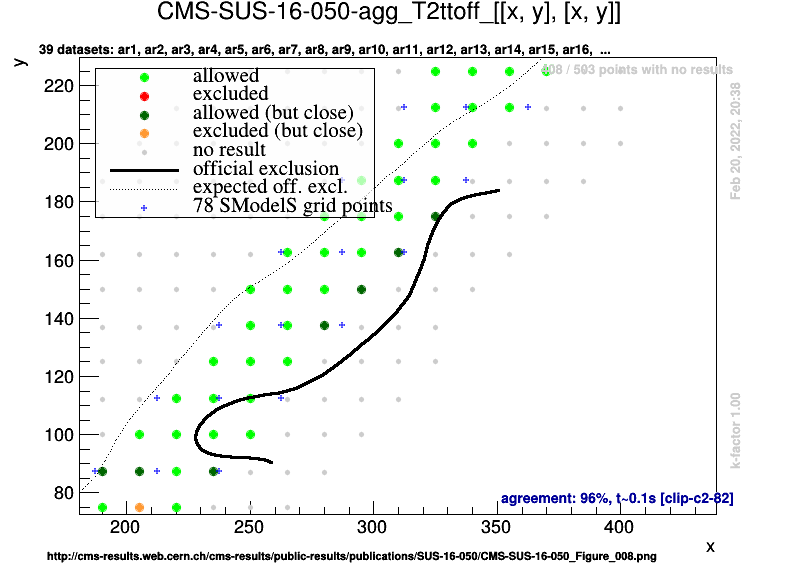 CMS-SUS-16-050-agg_T2ttoff_[[x, y], [x, y]]
39 datasets: ar1, ar2, ar3, ar4, ar5, ar6, ar7, ar8, ar9, ar10, ar11, ar12, ar13, ar14, ar15, ar16, ...
y
408 / 503 points with no results
allowed
excluded
allowed (but close)
excluded (but close)
no result
official exclusion
expected off. excl.
78 SModelS grid points
220
200
180
160
140
120
100
80
Feb 20, 2022, 20:38
k-factor 1.00
agreement: 96%, t~0.1s [clip-c2-82]
200 250 300 350 400
x
http://cms-results.web.cern.ch/cms-results/public-results/publications/SUS-16-050/CMS-SUS-16-050_Figure_008.png